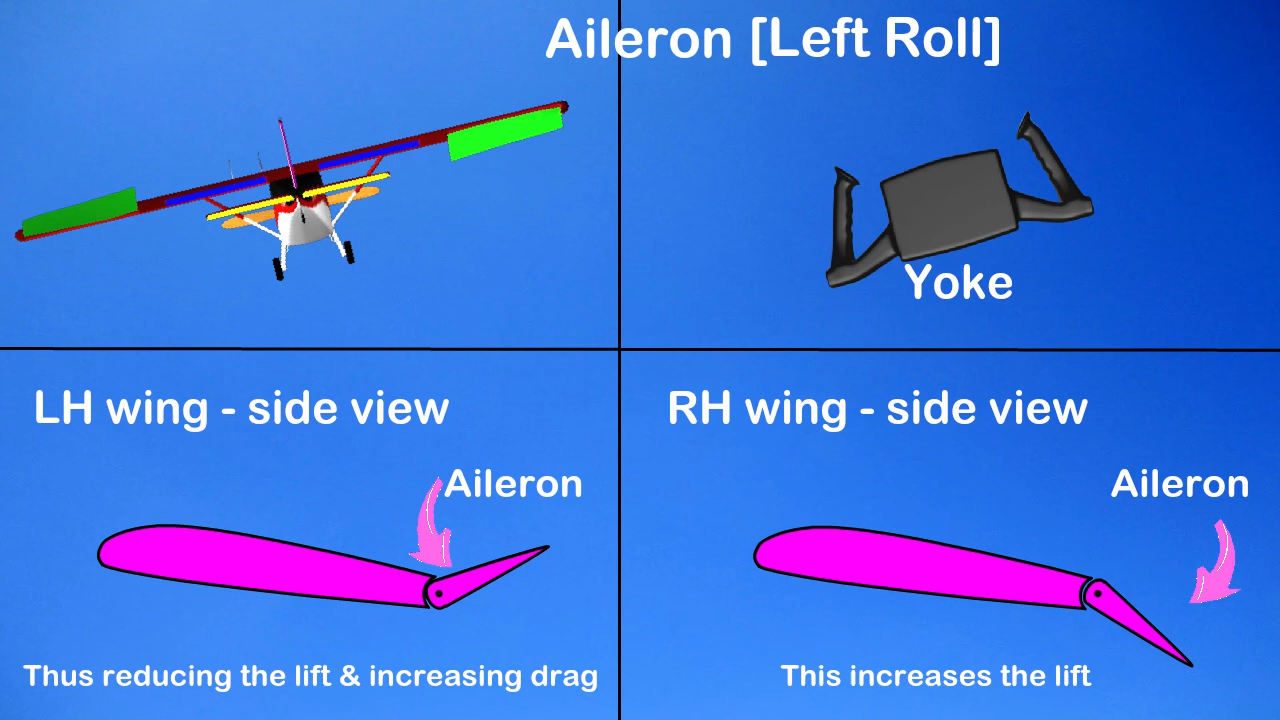 Aileron [Left Roll]
Yoke
LH wing - side view
Aileron
Thus reducing the lift & increasing drag
RH wing - side view
Aileron
This increases the lift